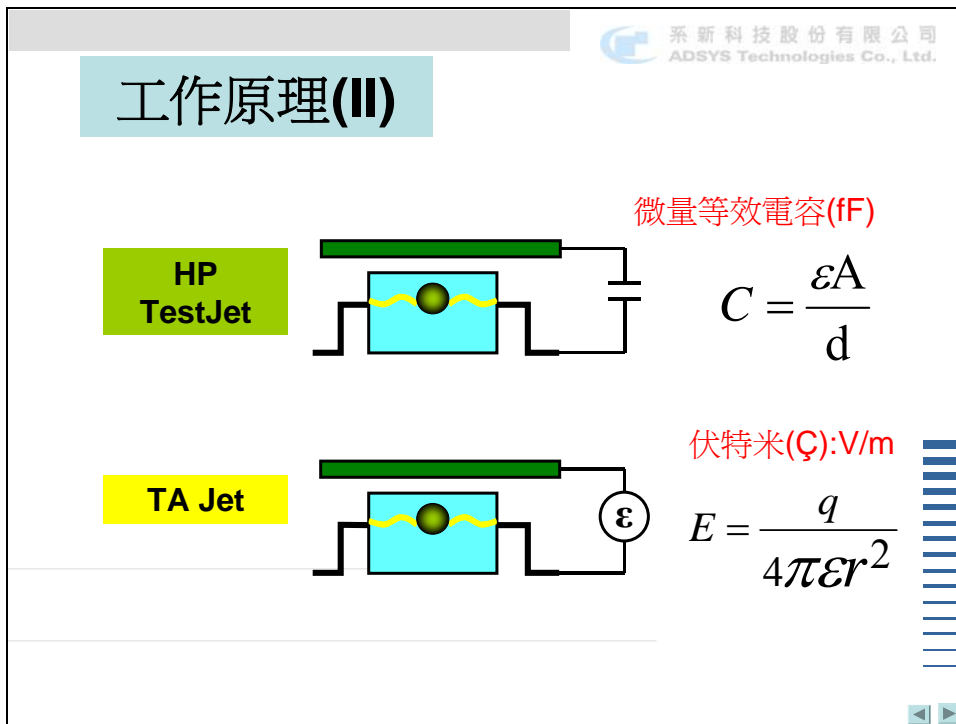 系新科技股份有限公司
ADSYS Technologies Co., Ltd.
工作原理(II)
微量等效電容(fF)
HP
TestJet
C = εA / d
伏特米(Ç):V/m
TA Jet
ε
E = q / 4πεr²